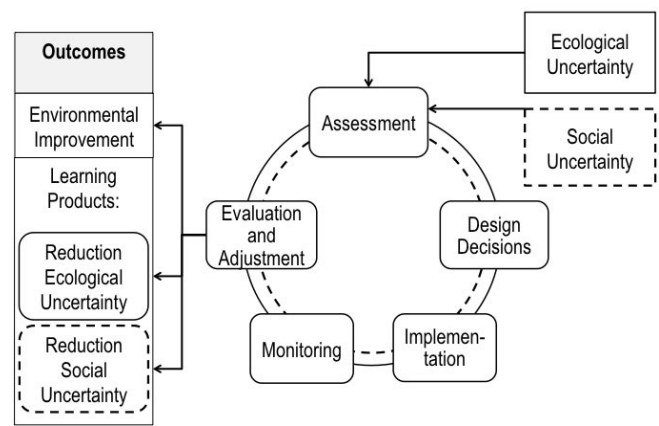 Outcomes
Environmental
Improvement
Learning
Products:
Reduction
Ecological
Uncertainty
Reduction
Social
Uncertainty
Ecological
Uncertainty
Social
Uncertainty
Assessment
Design
Decisions
Implemen-
tation
Monitoring
Evaluation
and
Adjustment